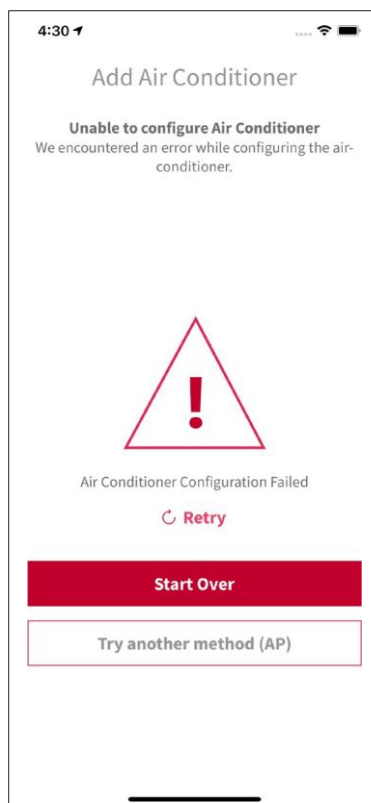 4:30
Add Air Conditioner
Unable to configure Air Conditioner
We encountered an error while configuring the air-
conditioner.
!
Air Conditioner Configuration Failed
Retry
Start Over
Try another method (AP)